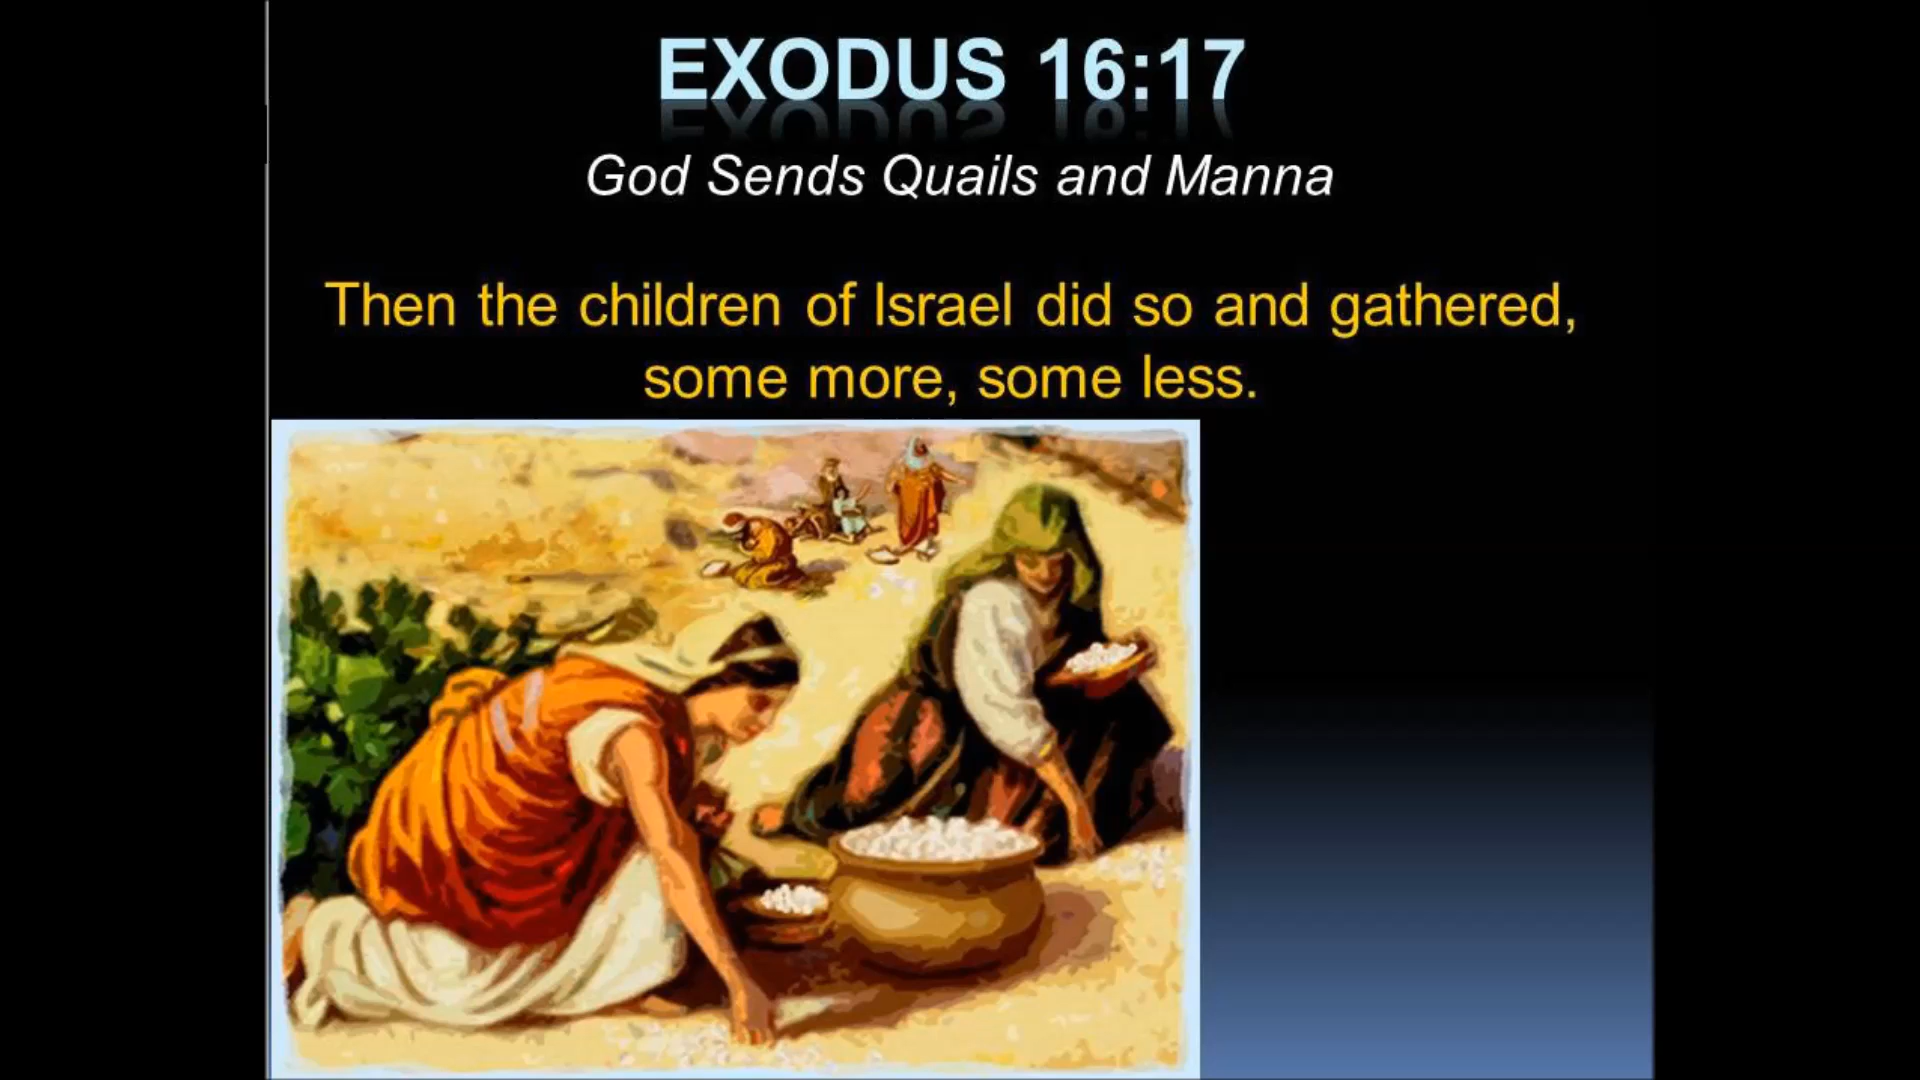 EXODUS 16:17
God Sends Quails and Manna
Then the children of Israel did so and gathered,
some more, some less.